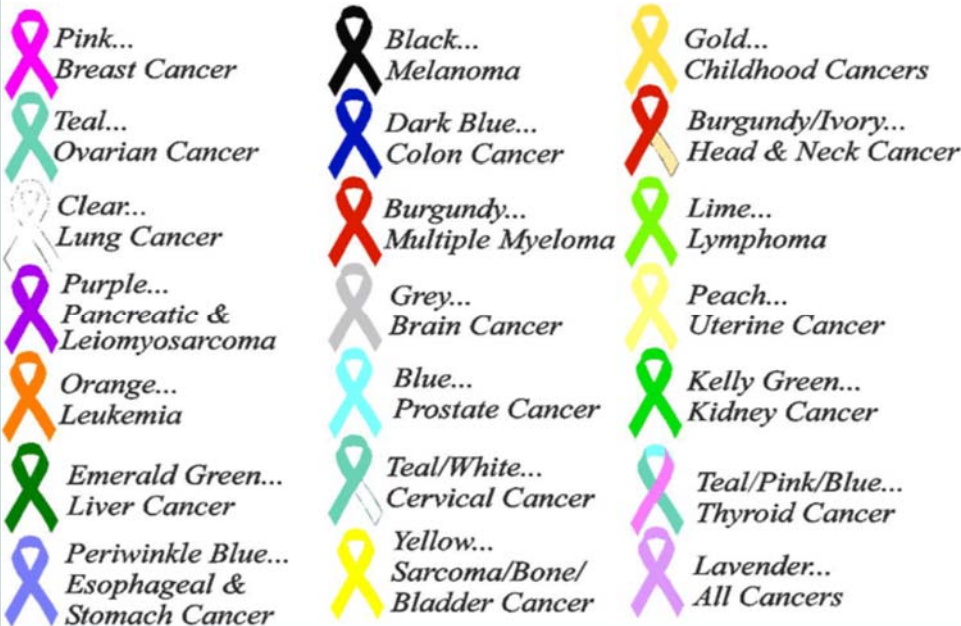 Pink...
Breast Cancer
Teal...
Ovarian Cancer
Clear...
Lung Cancer
Purple...
Pancreatic &
Leiomyosarcoma
Orange...
Leukemia
Emerald Green...
Liver Cancer
Periwinkle Blue...
Esophageal &
Stomach Cancer
Black...
Melanoma
Dark Blue...
Colon Cancer
Burgundy...
Multiple Myeloma
Grey...
Brain Cancer
Blue...
Prostate Cancer
Teal/White...
Cervical Cancer
Yellow...
Sarcoma/Bone/
Bladder Cancer
Gold...
Childhood Cancers
Burgundy/Ivory...
Head & Neck Cancer
Lime...
Lymphoma
Peach...
Uterine Cancer
Kelly Green...
Kidney Cancer
Teal/Pink/Blue...
Thyroid Cancer
Lavender...
All Cancers